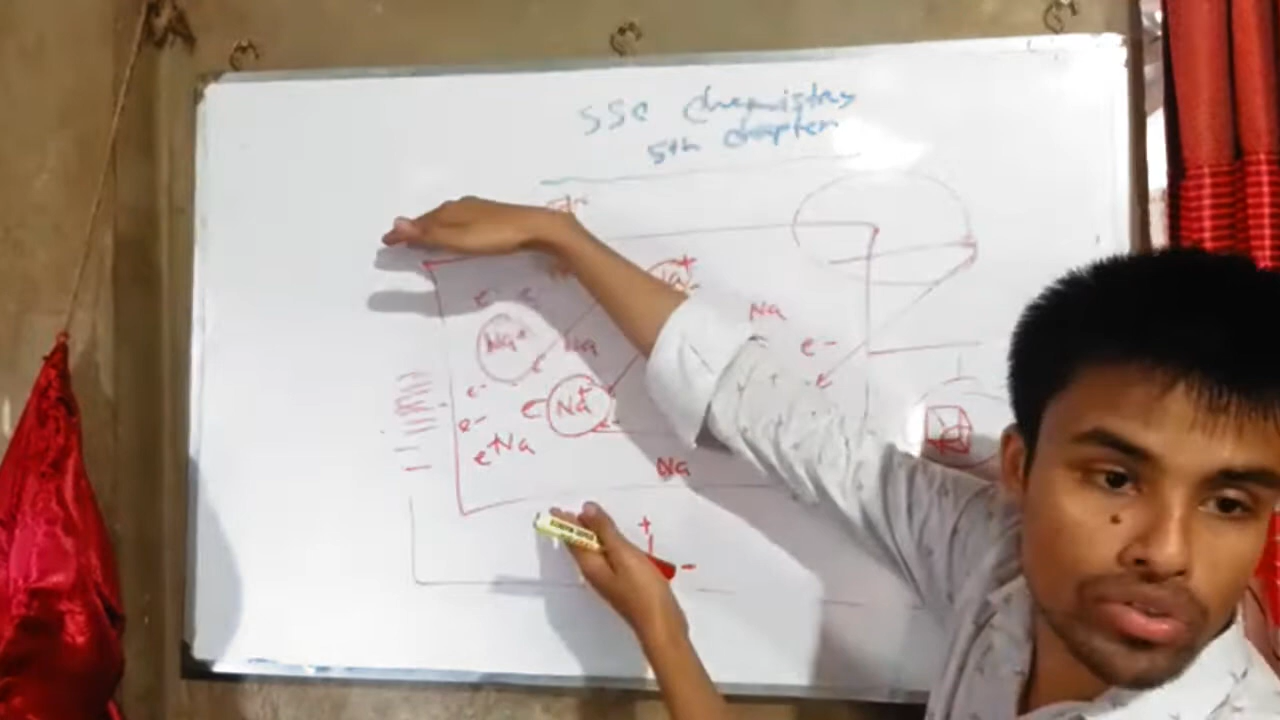 SSC Chemistry
5th Chapter
Na+
Na
e-
e-
Na+
Na
e-
e-
e-
e Na+
e-
e Na
Na
+
-